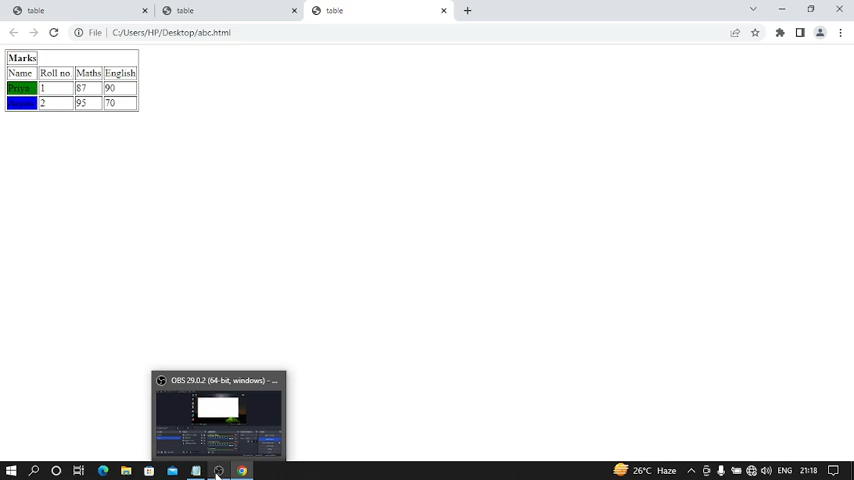 table
table
table
File C:/Users/HP/Desktop/abc.html
Marks
Name Roll no. Maths English
Priya 1 87 90
2 95 70
OBS 29.0.2 (64-bit, windows) - ...
26°C Haze ENG 21:18